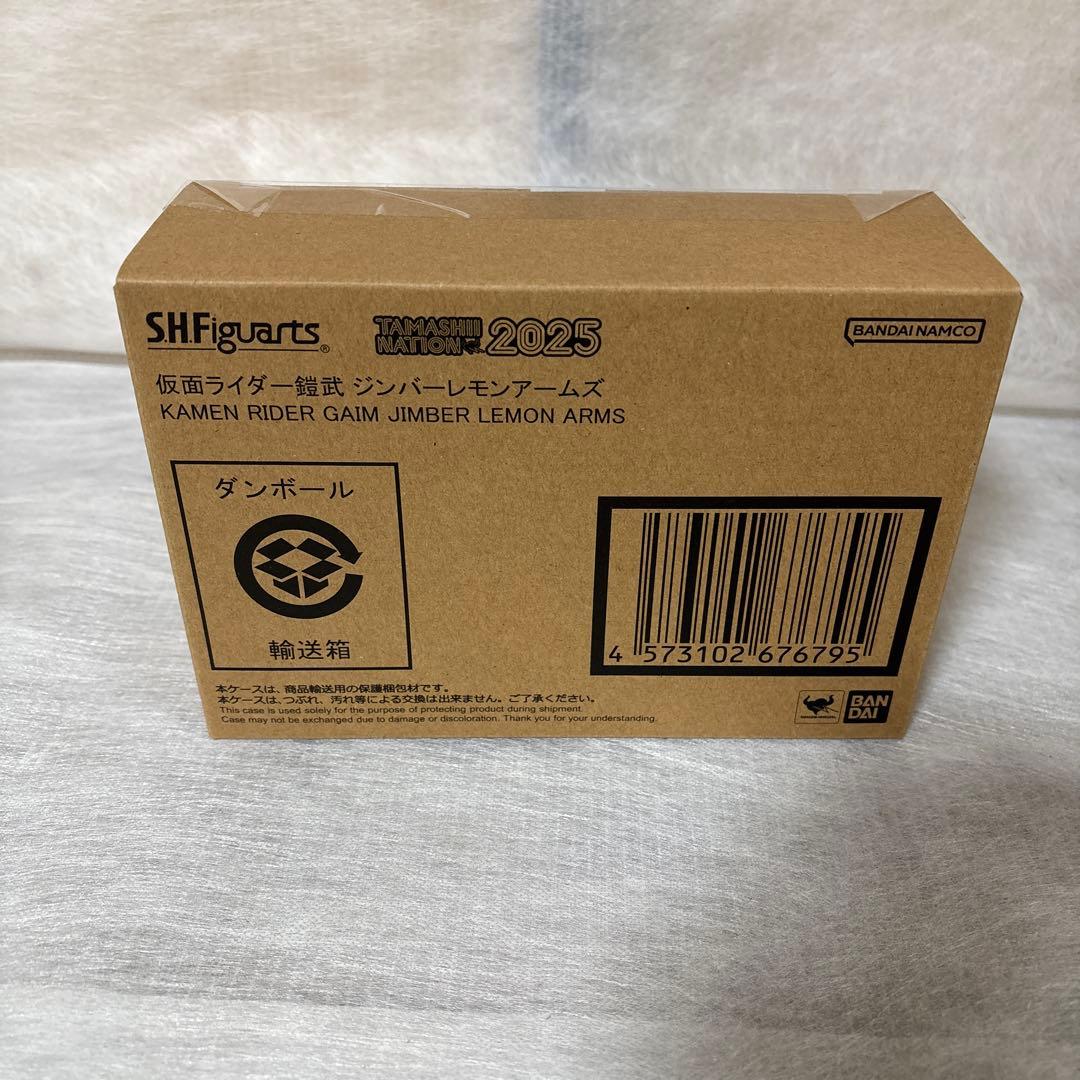 S.H.Figuarts®
TAMASHII NATION 2025
BANDAI NAMCO
仮面ライダー鎧武 ジンバーレモンアームズ
KAMEN RIDER GAIM JIMBER LEMON ARMS
ダンボール
輸送箱
4 573102 676795
本ケースは、商品輸送用の保護梱包材です。
本ケースは、つぶれ、汚れ等による交換は出来ません。ご了承ください。
This case is used solely for the purpose of protecting product during shipment.
Case may not be exchanged due to damage or discoloration. Thank you for your understanding.
BAN
DAI